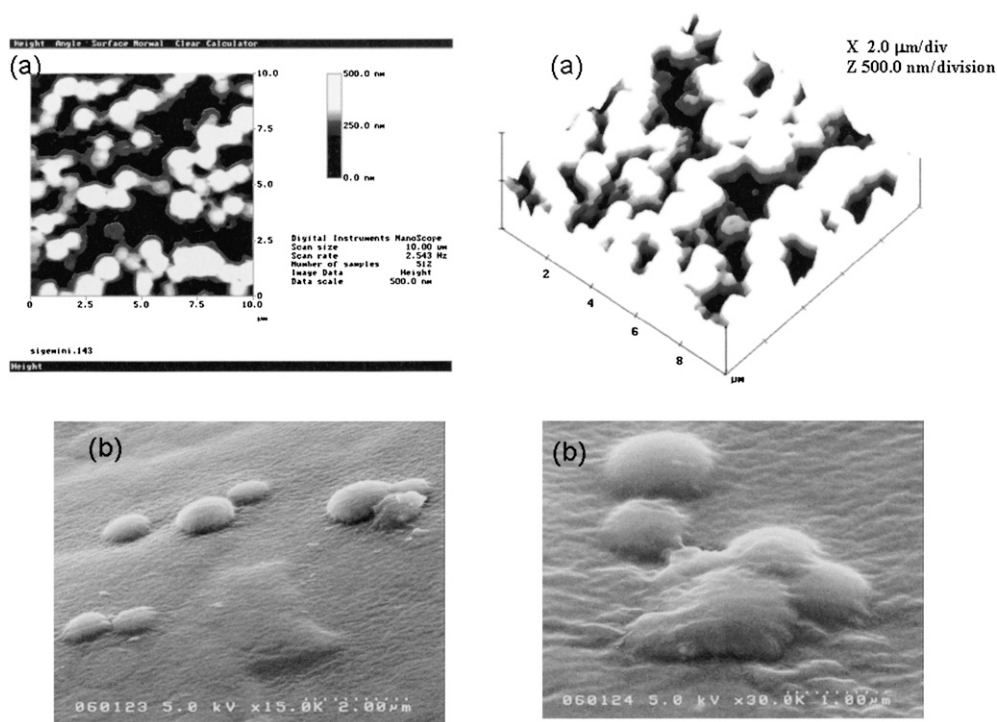 Height Angle Surface Normal Clear Calculator
(a)
10.0
7.5
5.0
2.5
0
0 2.5 5.0 7.5 10.0
µm
500.0 nm
250.0 nm
0.0 nm
Digital Instruments NanoScope
Scan size 10.00 um
Scan rate 2.543 Hz
Number of samples 512
Image Data Height
Data scale 500.0 nm
sigemini.143
Height
(a)
X 2.0 µm/div
Z 500.0 nm/division
2
4
6
8
µM
(b)
060123 5.0 kV x15.0K 2.00µm
(b)
060124 5.0 kV x30.0K 1.00µm